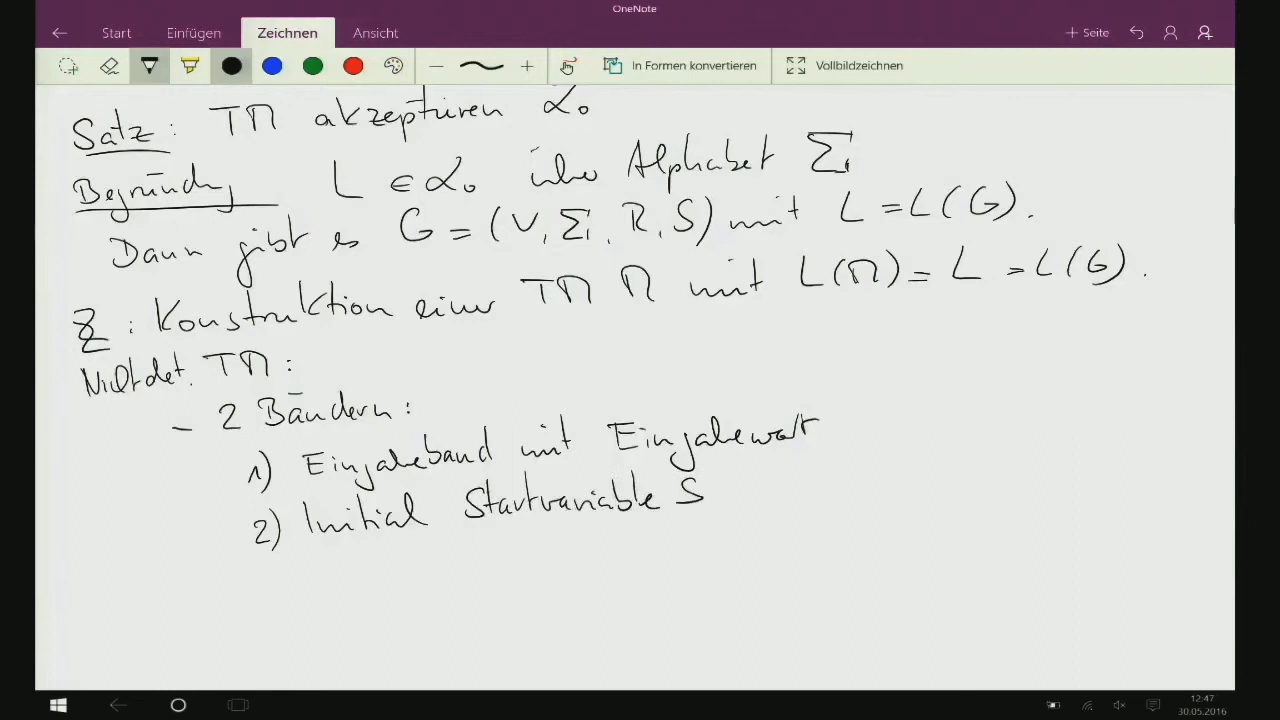 OneNote
Start Einfügen Zeichnen Ansicht
Seite
In Formen konvertieren Vollbildzeichnen
Satz: TM akzeptieren L₀
Begründung L ∈ L₀ über Alphabet Σ
Dann gibt es G = (V, Σ, R, S) mit L = L(G).
Z: Konstruktion einer TM M mit L(M) = L = L(G).
Nichtdet. TM:
- 2 Bändern:
1) Eingabeband mit Eingabewort
2) Initial Startvariable S
12:47
30.05.2016